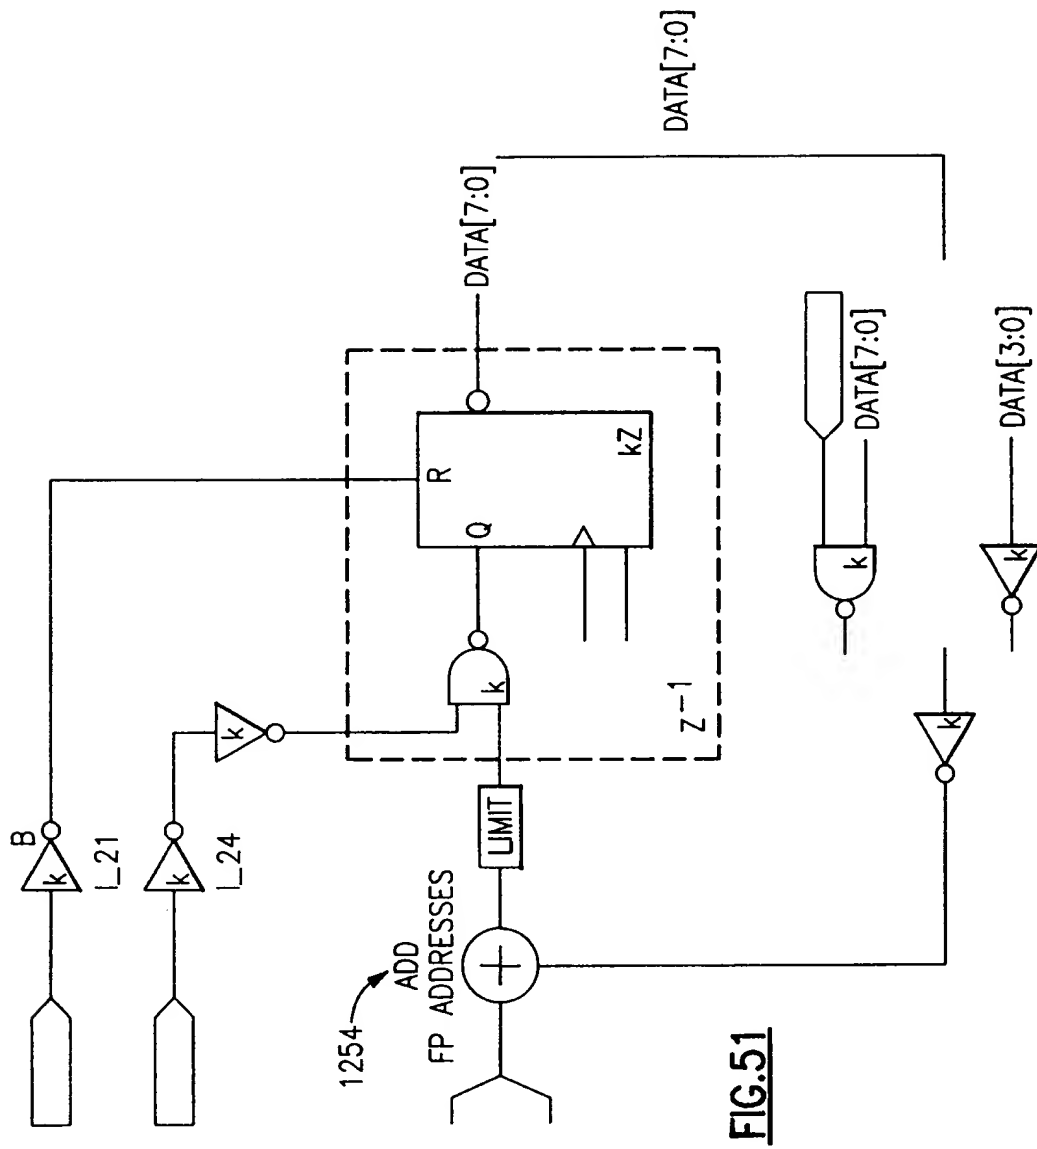 B
k
I_21
k
I_24
k
1254
ADD
FP ADDRESSES
+
LIMIT
k
Q
R
DATA[7:0]
kZ
Z⁻¹
DATA[7:0]
k
DATA[7:0]
k
k
DATA[3:0]
FIG.51